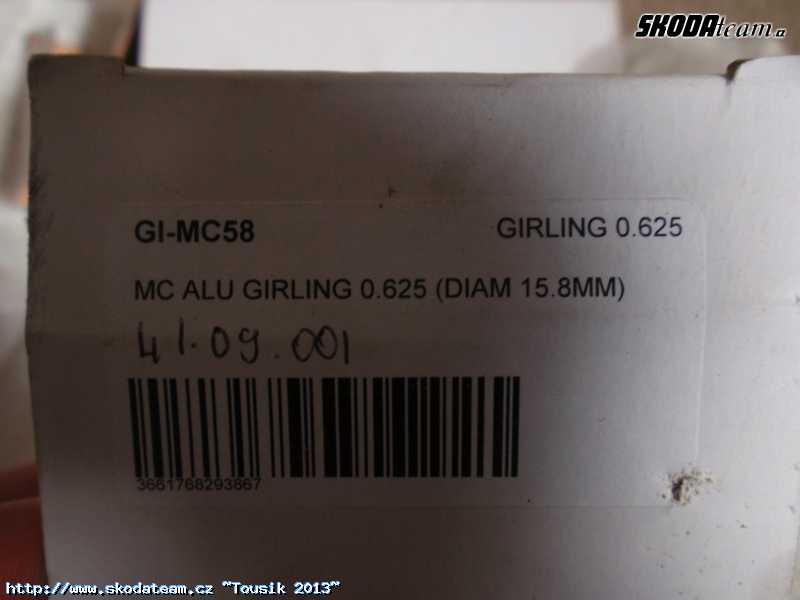 SKODAteam.cz
GI-MC58 GIRLING 0.625
MC ALU GIRLING 0.625 (DIAM 15.8MM)
41.09.001
3661768293867
http://www.skodateam.cz "Tousik 2013"